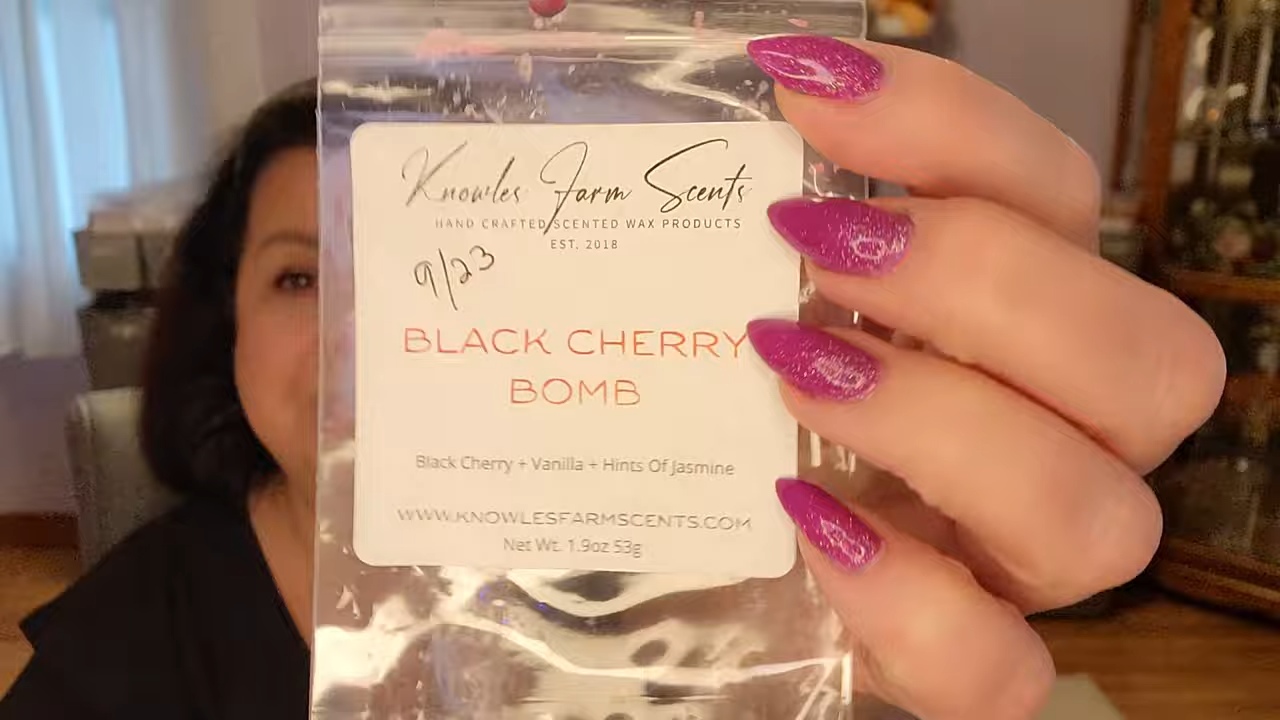 Knowles Farm Scents
HAND CRAFTED SCENTED WAX PRODUCTS
EST. 2018
9/23
BLACK CHERRY
BOMB
Black Cherry + Vanilla + Hints Of Jasmine
WWW.KNOWLESFARMSCENTS.COM
Net Wt. 1.9oz 53g